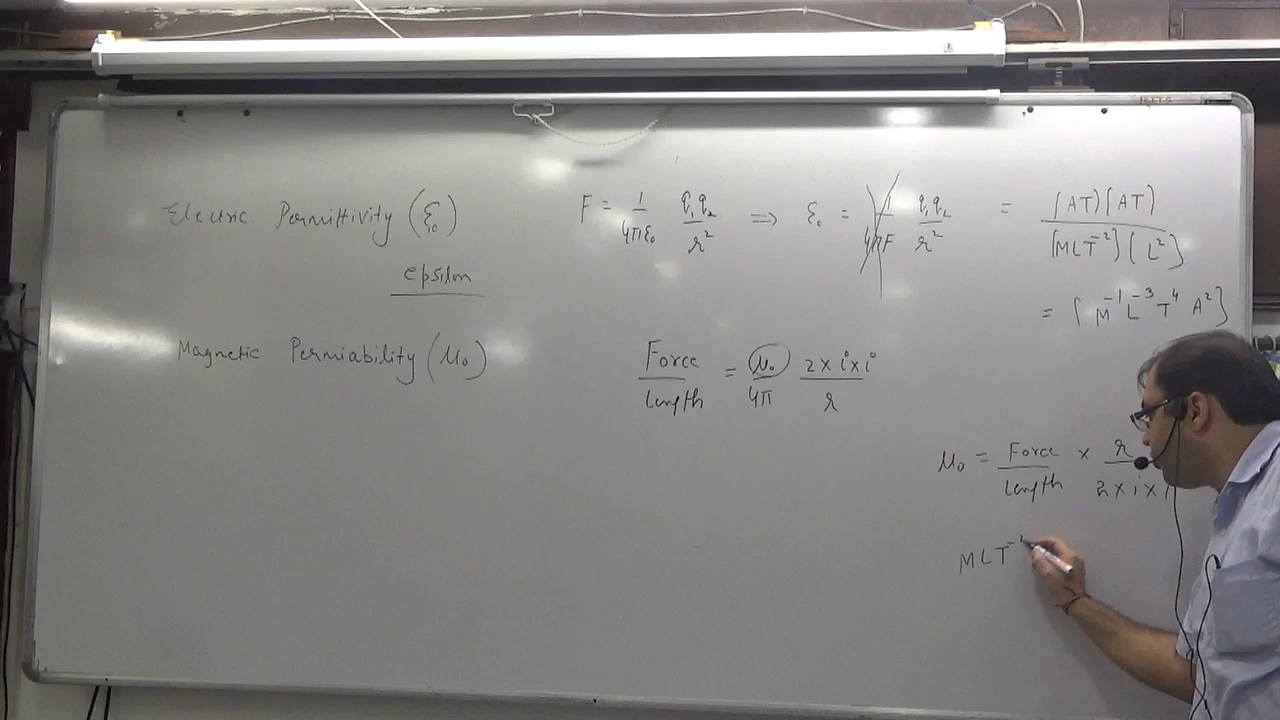 Electric Permittivity (ε₀) F = 1/4πε₀ q₁q₂/r² ⟹ ε₀ = 1/4πF q₁q₂/r² = [AT][AT]/[MLT⁻²][L²]
epsilon
= [M⁻¹L⁻³T⁴A²]
Magnetic Permiability (μ₀) Force/length = μ₀/4π 2×i×i/r
μ₀ = Force/length × r/2×i×i
MLT⁻²